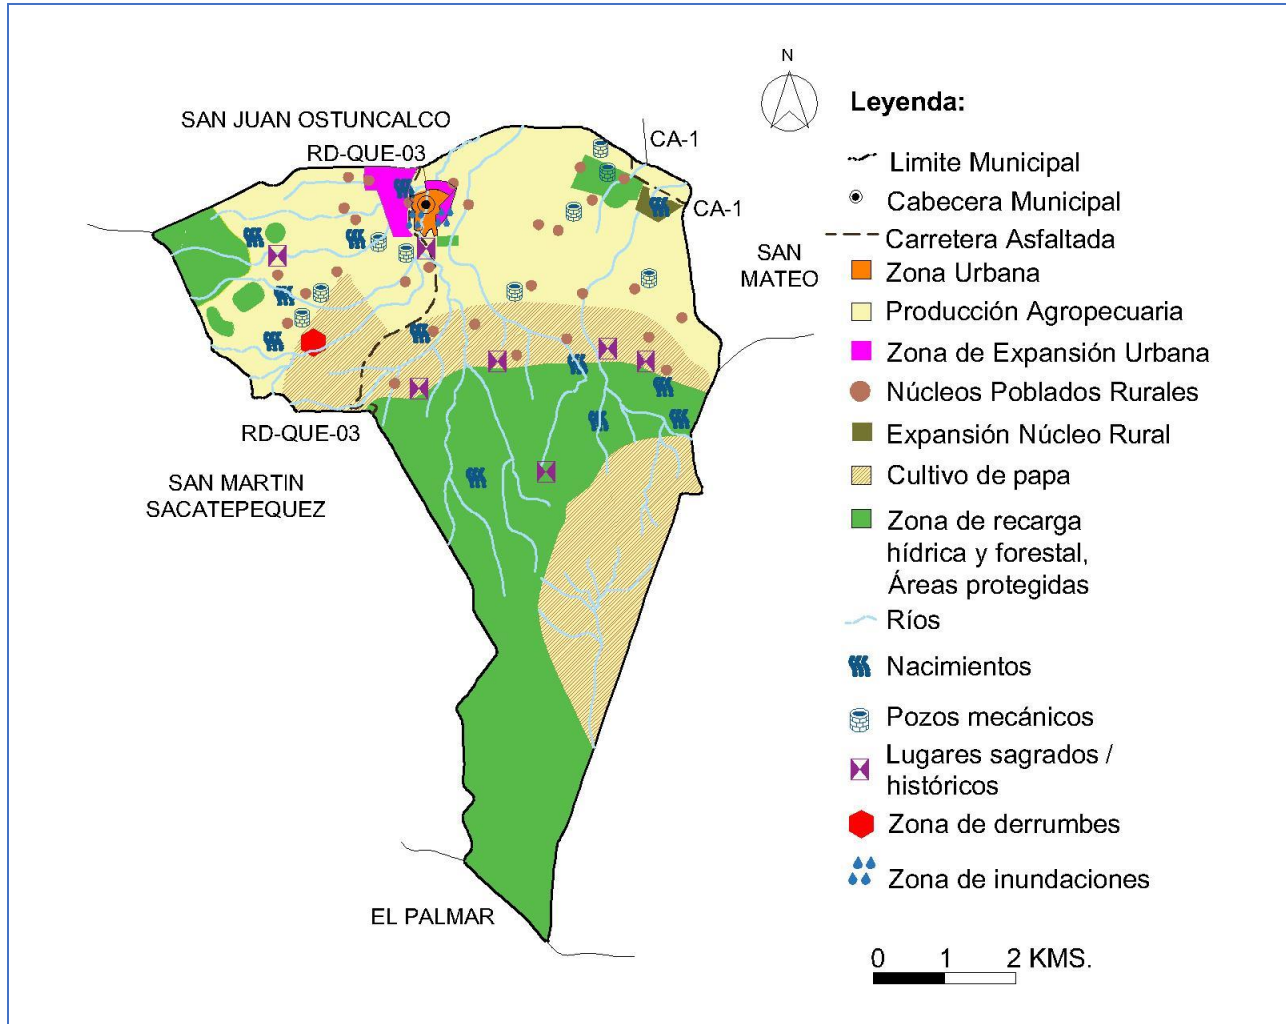 N
SAN JUAN OSTUNCALCO
RD-QUE-03
CA-1
CA-1
SAN
MATEO
RD-QUE-03
SAN MARTIN
SACATEPEQUEZ
EL PALMAR
Leyenda:
Limite Municipal
Cabecera Municipal
Carretera Asfaltada
Zona Urbana
Producción Agropecuaria
Zona de Expansión Urbana
Núcleos Poblados Rurales
Expansión Núcleo Rural
Cultivo de papa
Zona de recarga
hídrica y forestal,
Áreas protegidas
Ríos
Nacimientos
Pozos mecánicos
Lugares sagrados /
históricos
Zona de derrumbes
Zona de inundaciones
0 1 2 KMS.